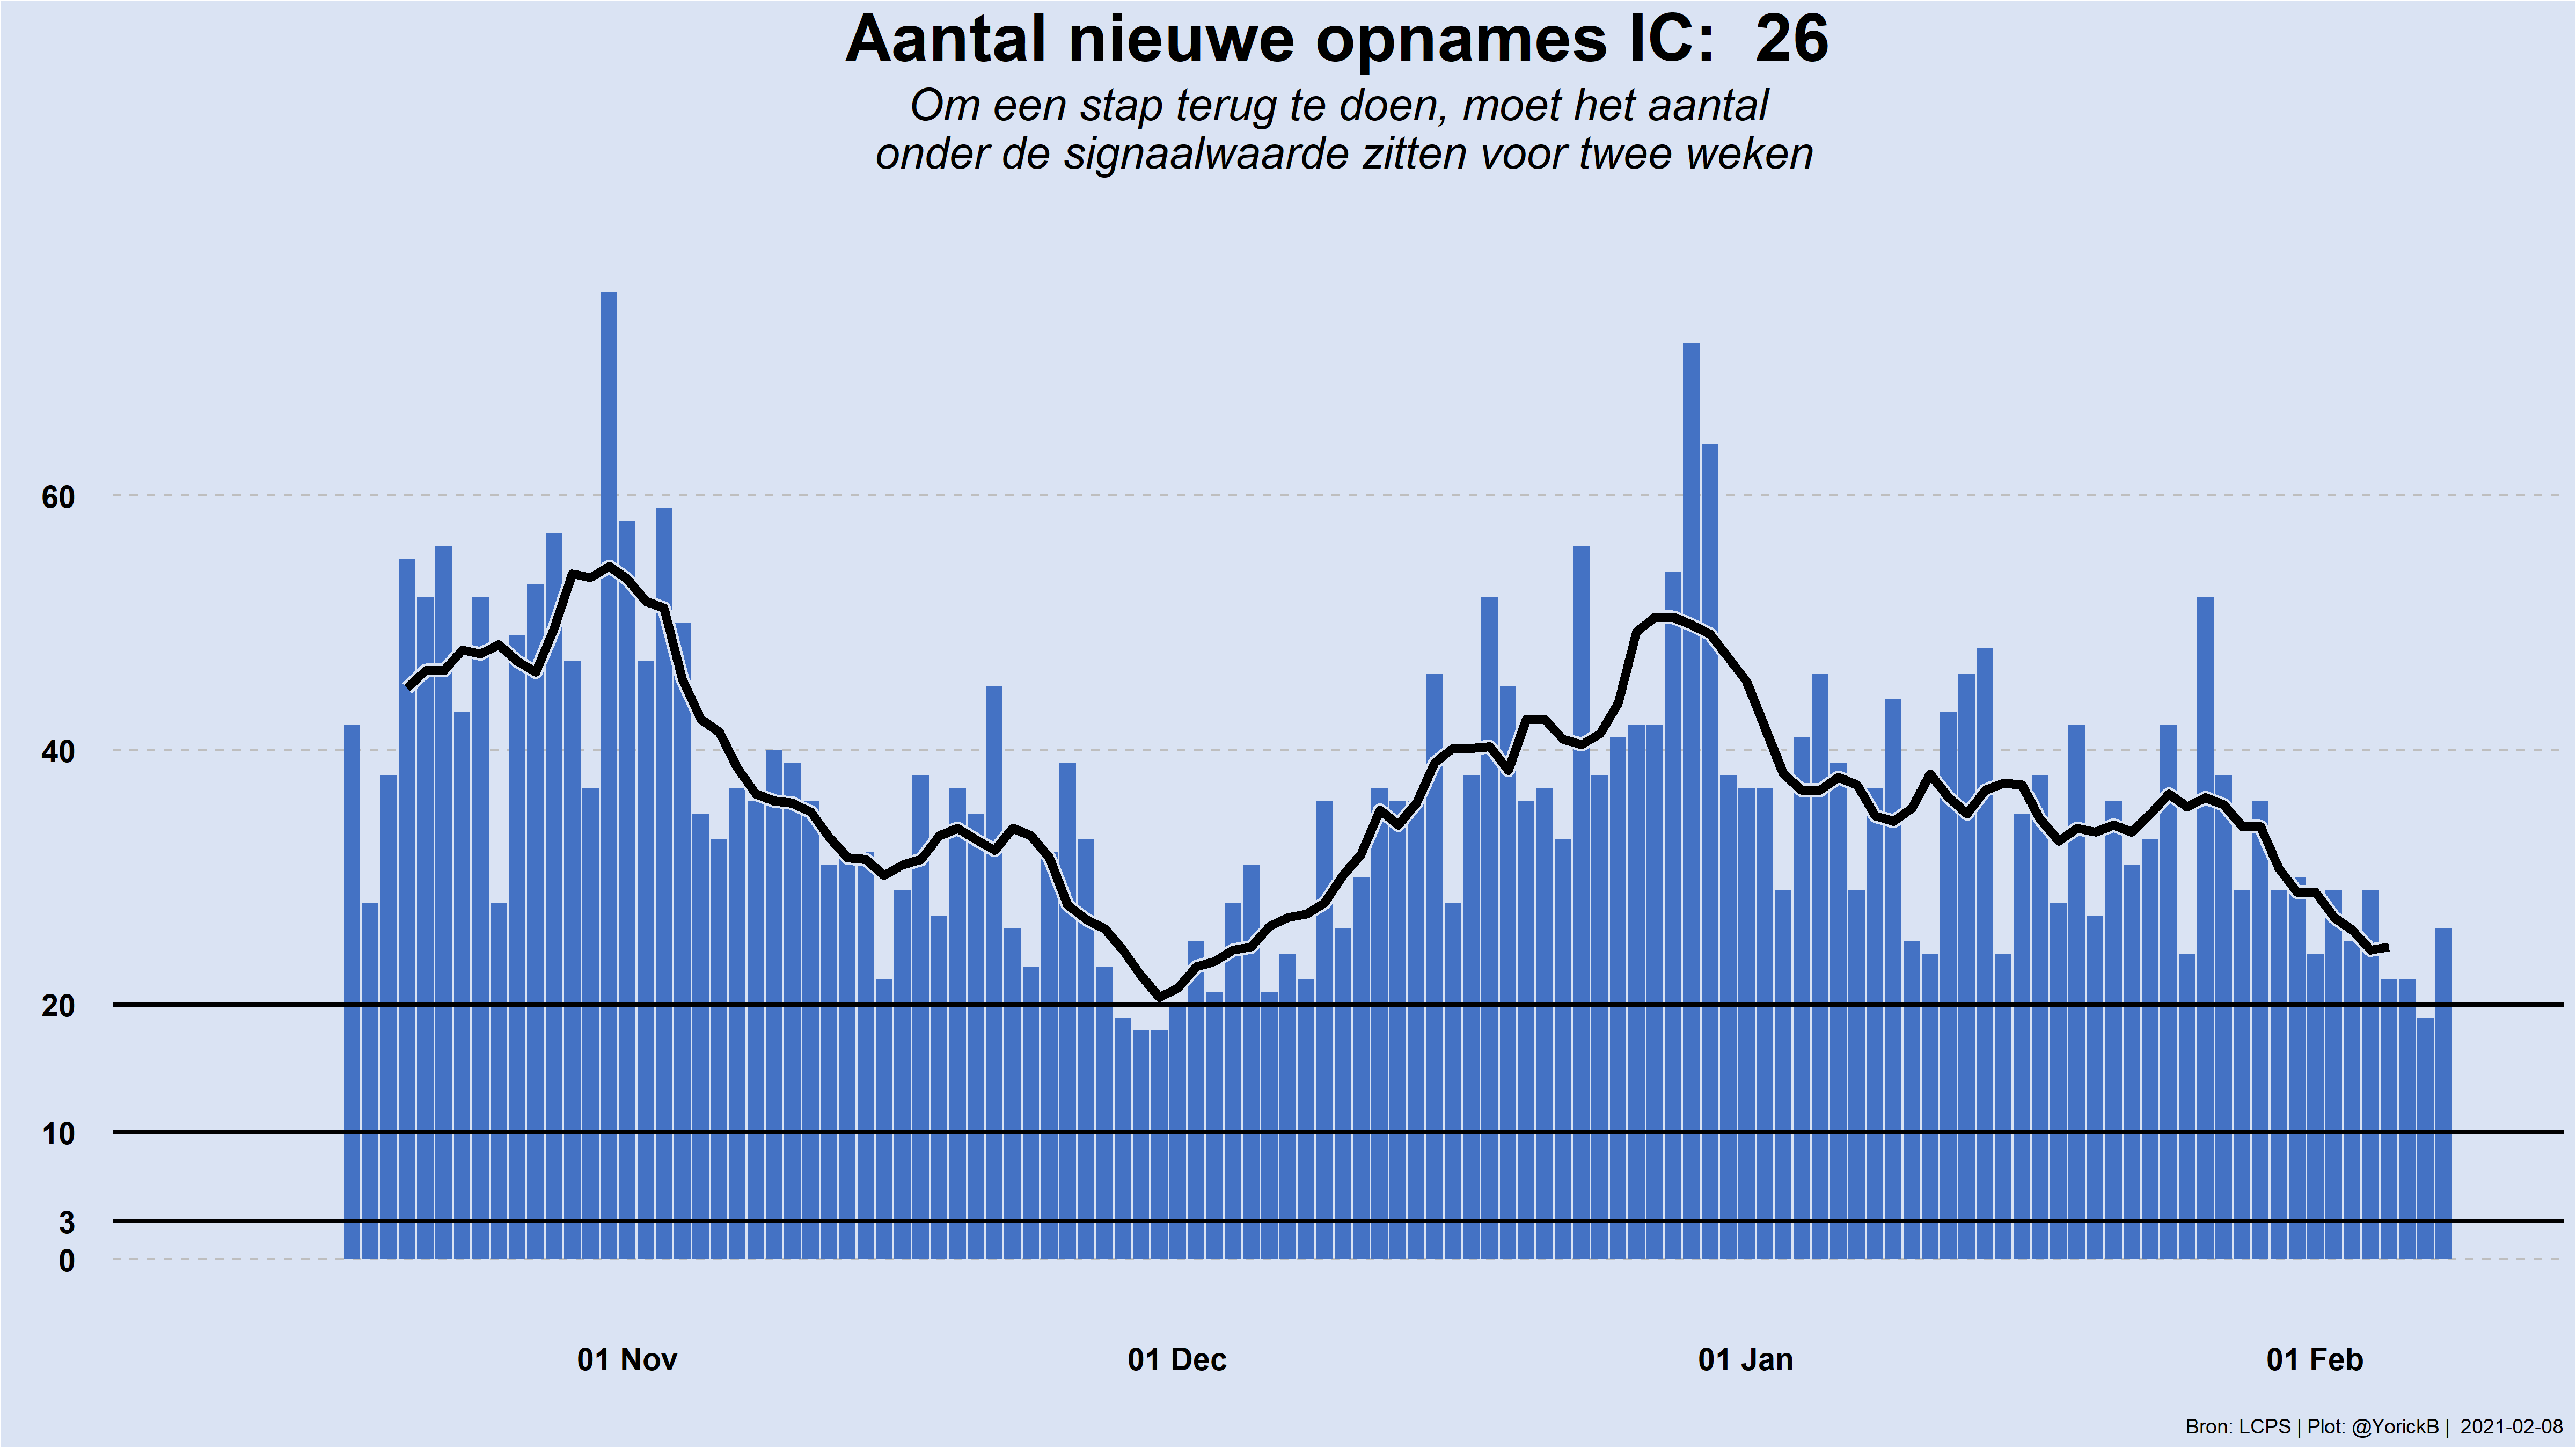 Aantal nieuwe opnames IC:  26
Om een stap terug te doen, moet het aantal
onder de signaalwaarde zitten voor twee weken
60
40
20
10
3
0
01 Nov
01 Dec
01 Jan
01 Feb
Bron: LCPS | Plot: @YorickB |  2021-02-08